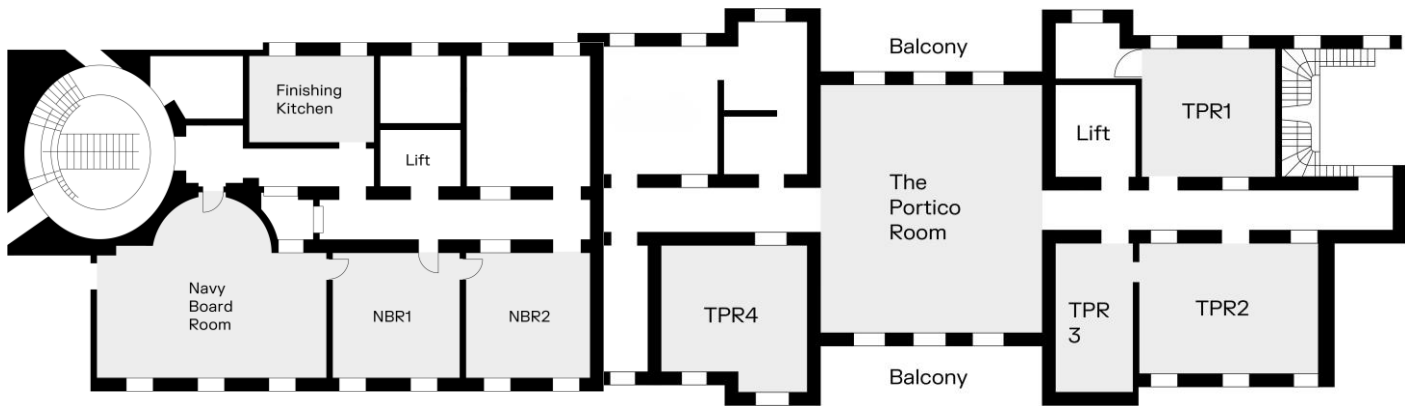 Balcony
Finishing
Kitchen
TPR1
Lift
Lift
The
Portico
Room
Navy
Board
Room
NBR1
NBR2
TPR4
TPR
3
TPR2
Balcony